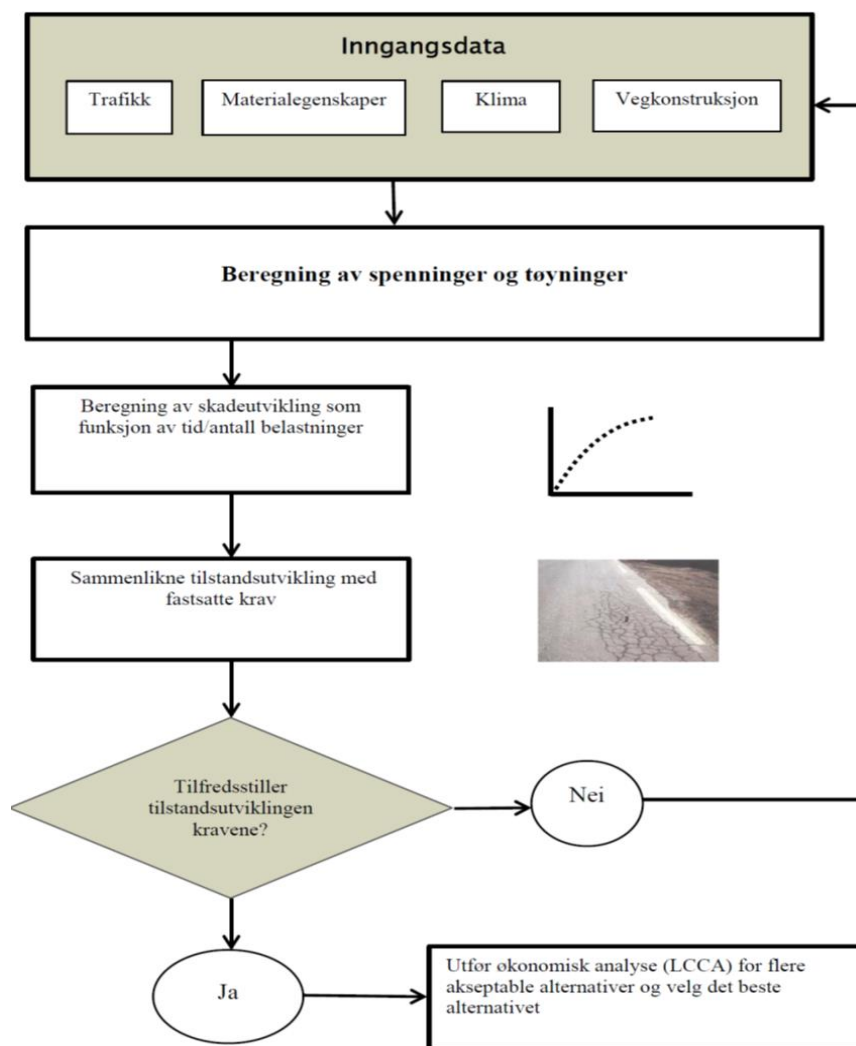 Inngangsdata
Trafikk
Materialegenskaper
Klima
Vegkonstruksjon
Beregning av spenninger og tøyninger
Beregning av skadeutvikling som
funksjon av tid/antall belastninger
Sammenlikne tilstandsutvikling med
fastsatte krav
Tilfredsstiller
tilstandsutviklingen
kravene?
Nei
Ja
Utfør økonomisk analyse (LCCA) for flere
akseptable alternativer og velg det beste
alternativet